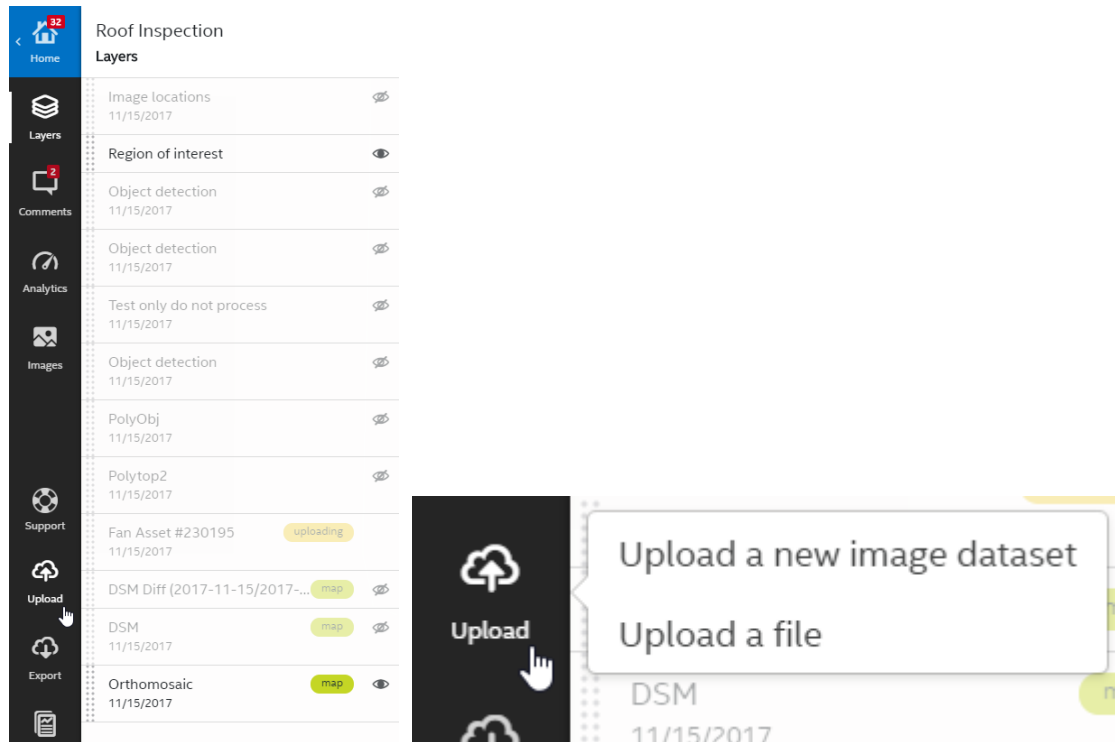 32
Home
Layers
2
Comments
Analytics
Images
Support
Upload
Export
Roof Inspection
Layers
Image locations
11/15/2017
Region of interest
Object detection
11/15/2017
Object detection
11/15/2017
Test only do not process
11/15/2017
Object detection
11/15/2017
PolyObj
11/15/2017
Polytop2
11/15/2017
Fan Asset #230195 uploading
11/15/2017
DSM Diff (2017-11-15/2017-... map
DSM map
11/15/2017
Orthomosaic map
11/15/2017
Upload
Upload a new image dataset
Upload a file
DSM
11/15/2017